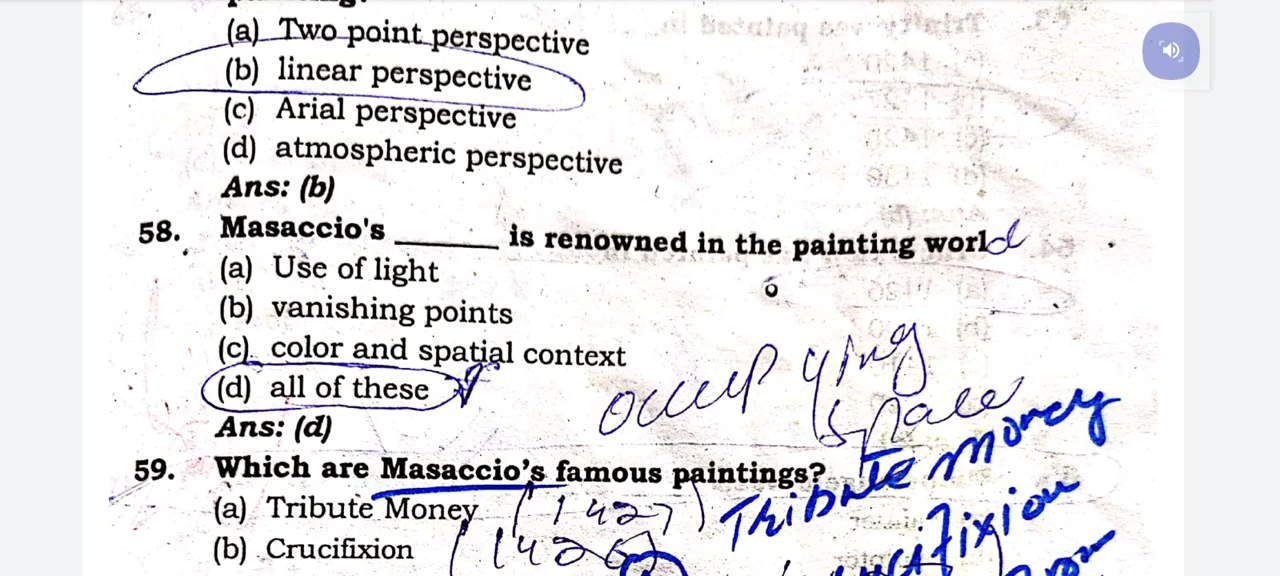 (a) Two point perspective
(b) linear perspective
(c) Arial perspective
(d) atmospheric perspective
Ans: (b)
58. Masaccio's ______ is renowned in the painting world
(a) Use of light
(b) vanishing points
(c) color and spatial context
(d) all of these
occupying
space
Ans: (d)
59. Which are Masaccio's famous paintings?
Tribute money
(a) Tribute Money (1427)
(b) Crucifixion (1426)